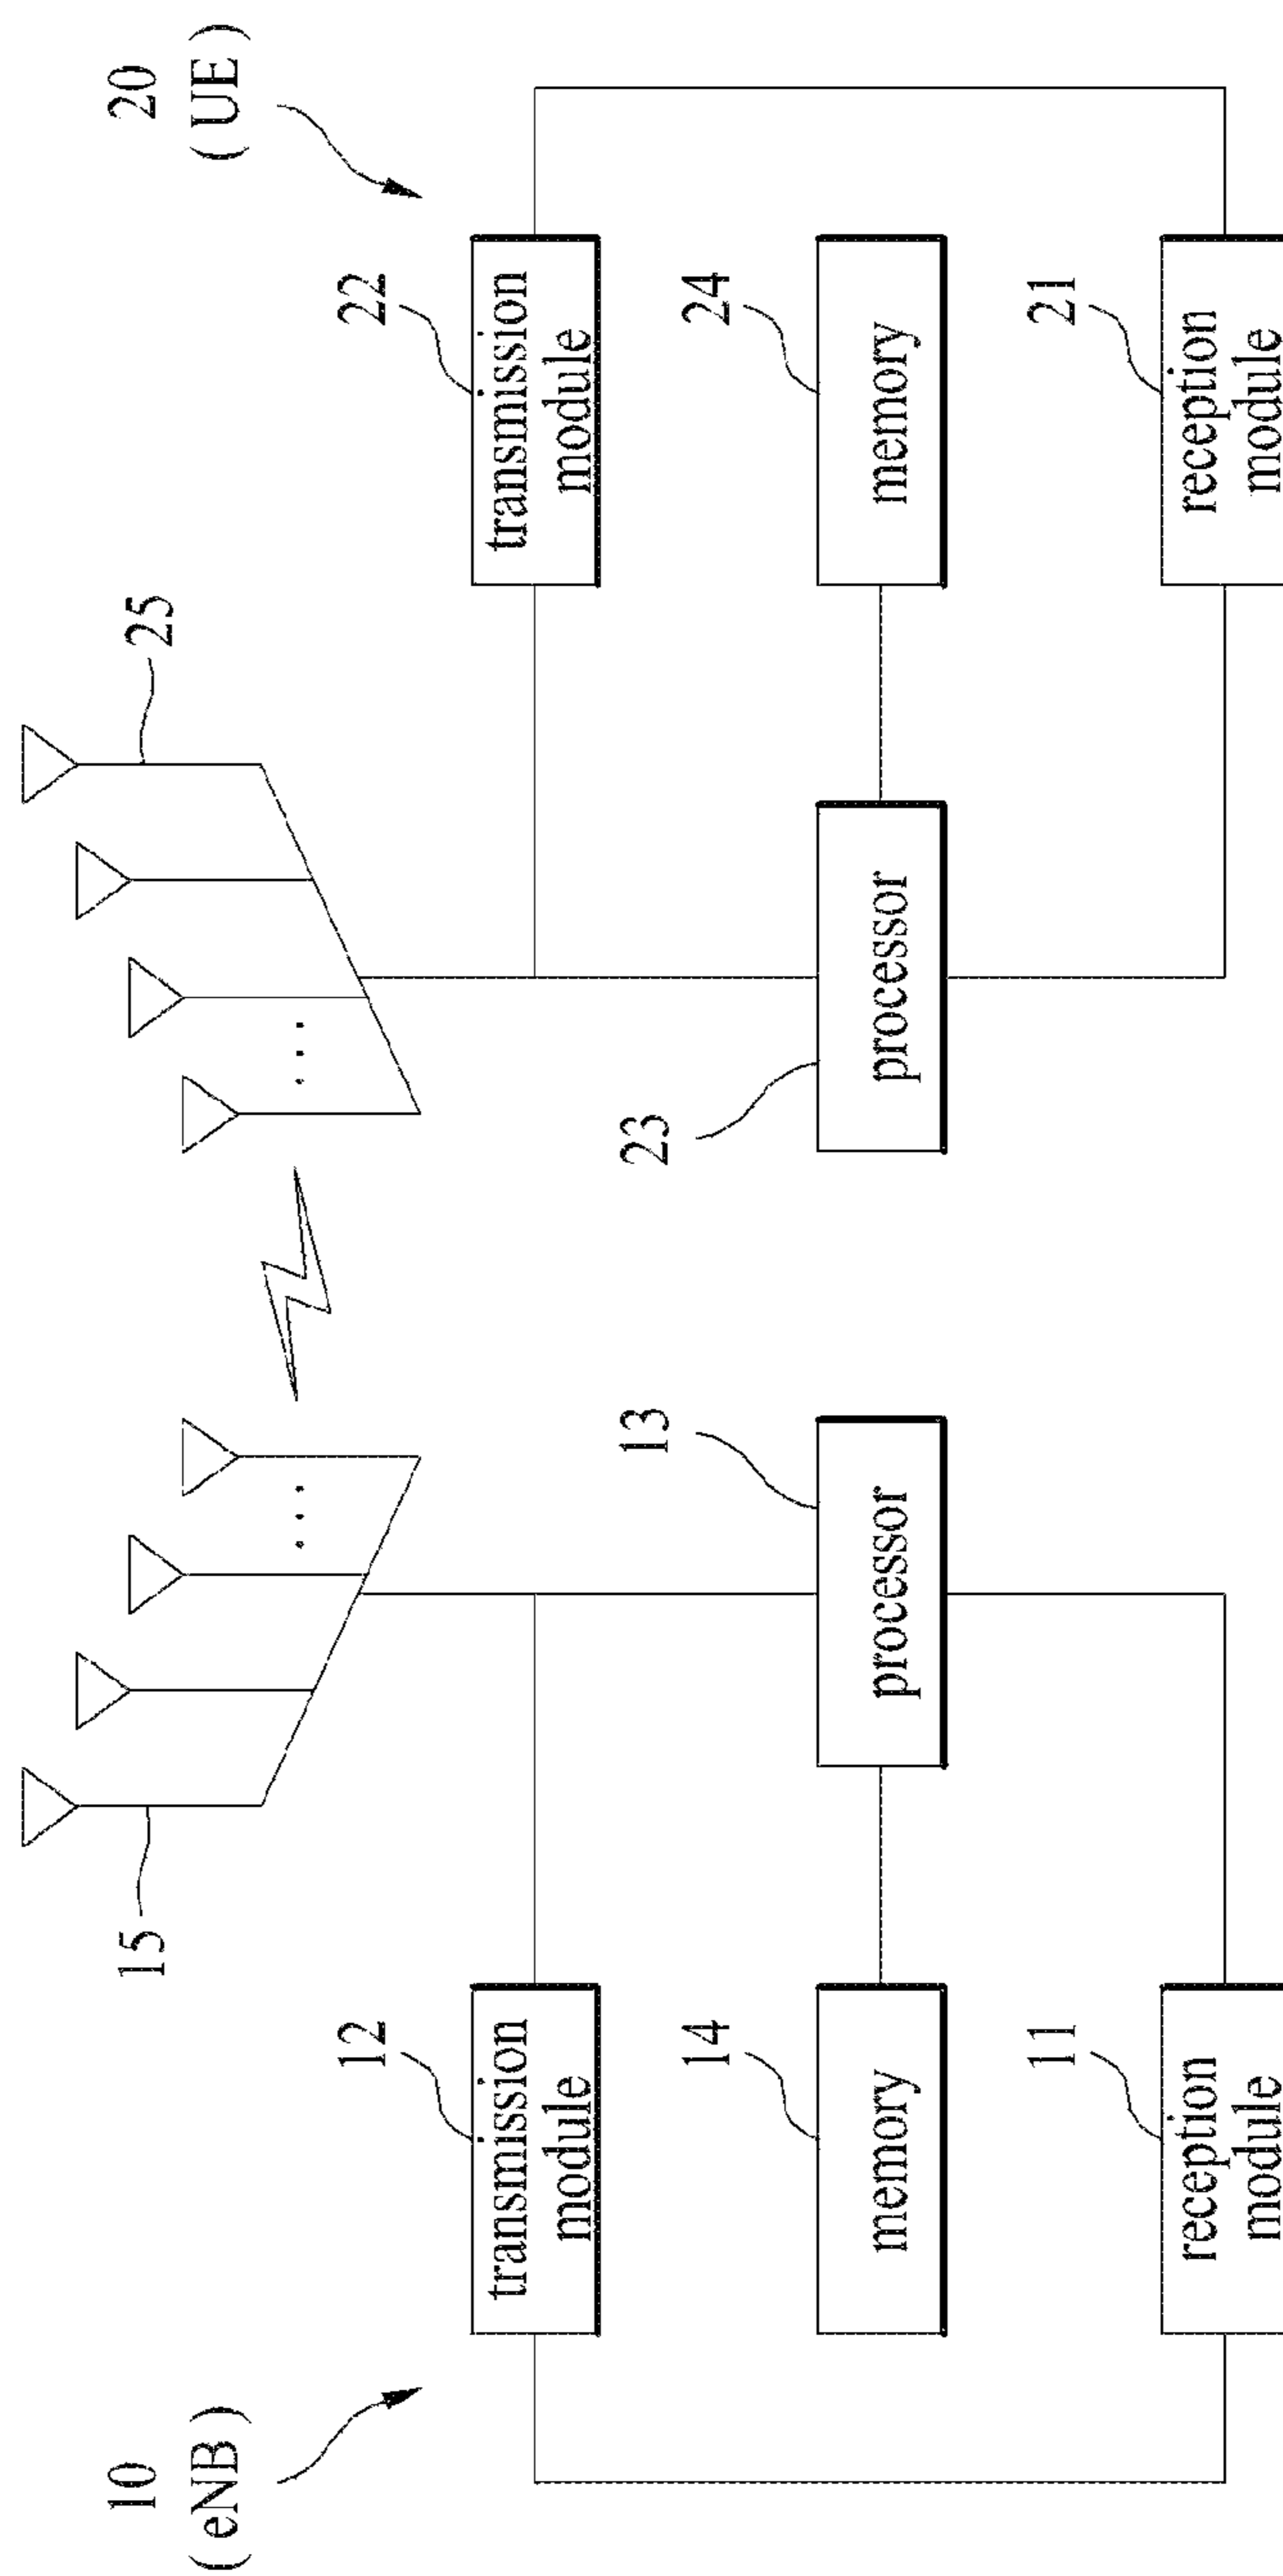 10
( eNB )
15
12
transmission
module
14
memory
11
reception
module
13
processor
20
( UE )
25
22
transmission
module
23
processor
24
memory
21
reception
module